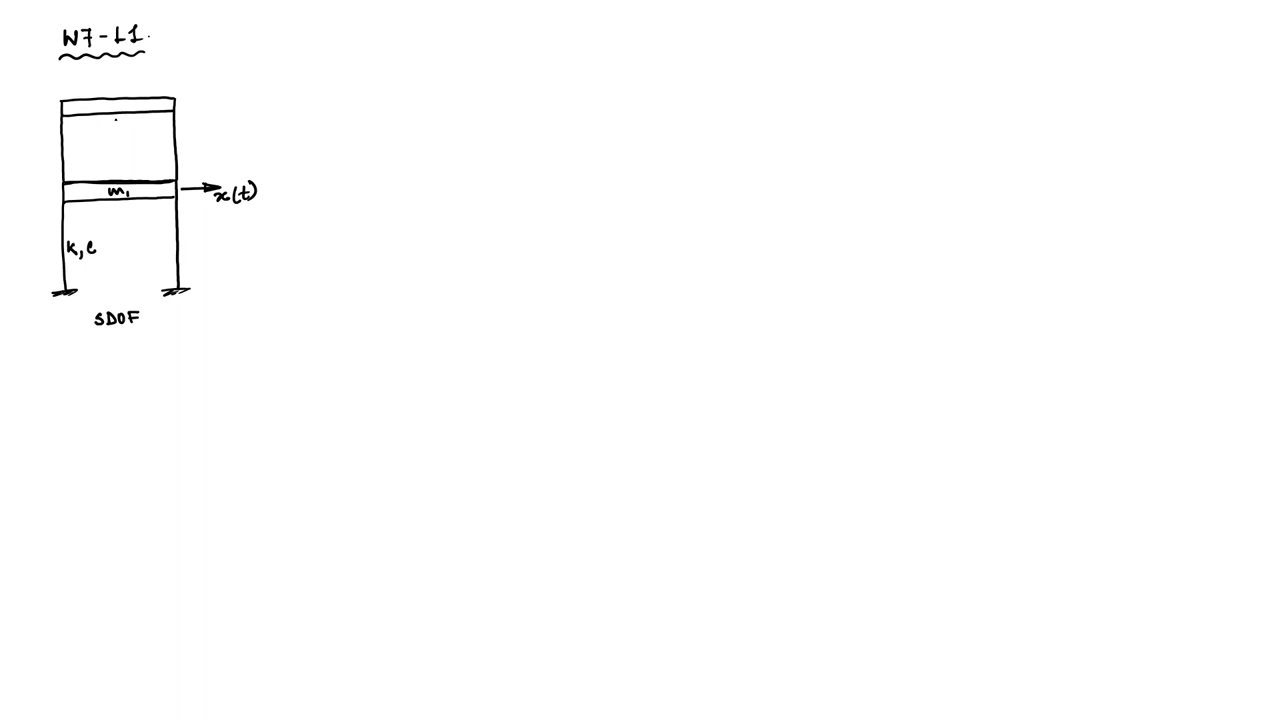 W7-L1.
m₁
x(t)
k, c
SDOF